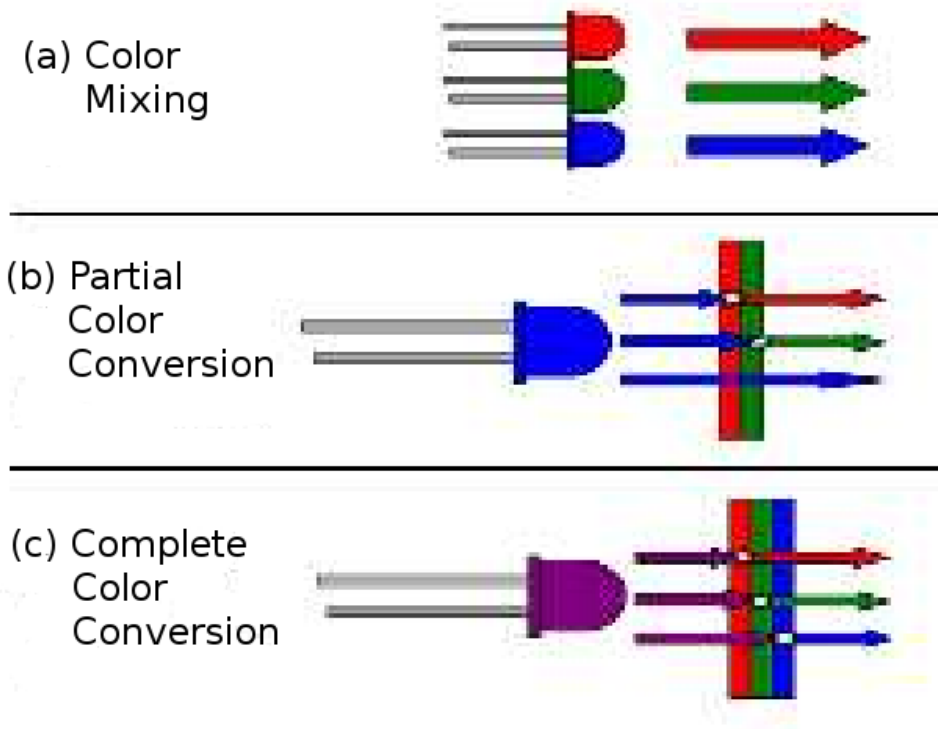 (a) Color
Mixing
(b) Partial
Color
Conversion
(c) Complete
Color
Conversion